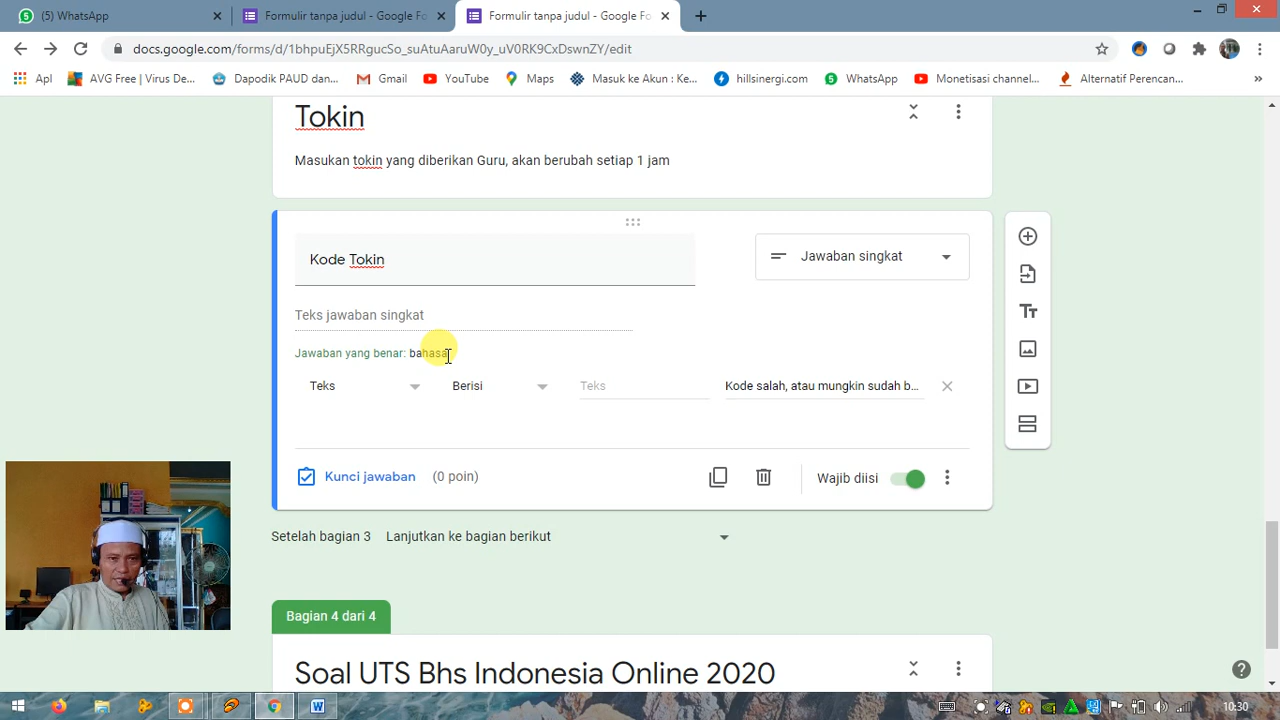 (5) WhatsApp
Formulir tanpa judul - Google Fo
Formulir tanpa judul - Google Fo
docs.google.com/forms/d/1bhpuEjX5RRgucSo_suAtuAaruW0y_uV0RK9CxDswnZY/edit
Apl
AVG Free | Virus De...
Dapodik PAUD dan...
Gmail
YouTube
Maps
Masuk ke Akun : Ke...
hillsinergi.com
WhatsApp
Monetisasi channel...
Alternatif Perencan...
»
Tokin
Masukan tokin yang diberikan Guru, akan berubah setiap 1 jam
Kode Tokin
Jawaban singkat
Teks jawaban singkat
Jawaban yang benar: bahasa
Teks
Berisi
Teks
Kode salah, atau mungkin sudah b...
Kunci jawaban
(0 poin)
Wajib diisi
Setelah bagian 3 Lanjutkan ke bagian berikut
Bagian 4 dari 4
Soal UTS Bhs Indonesia Online 2020
10:30